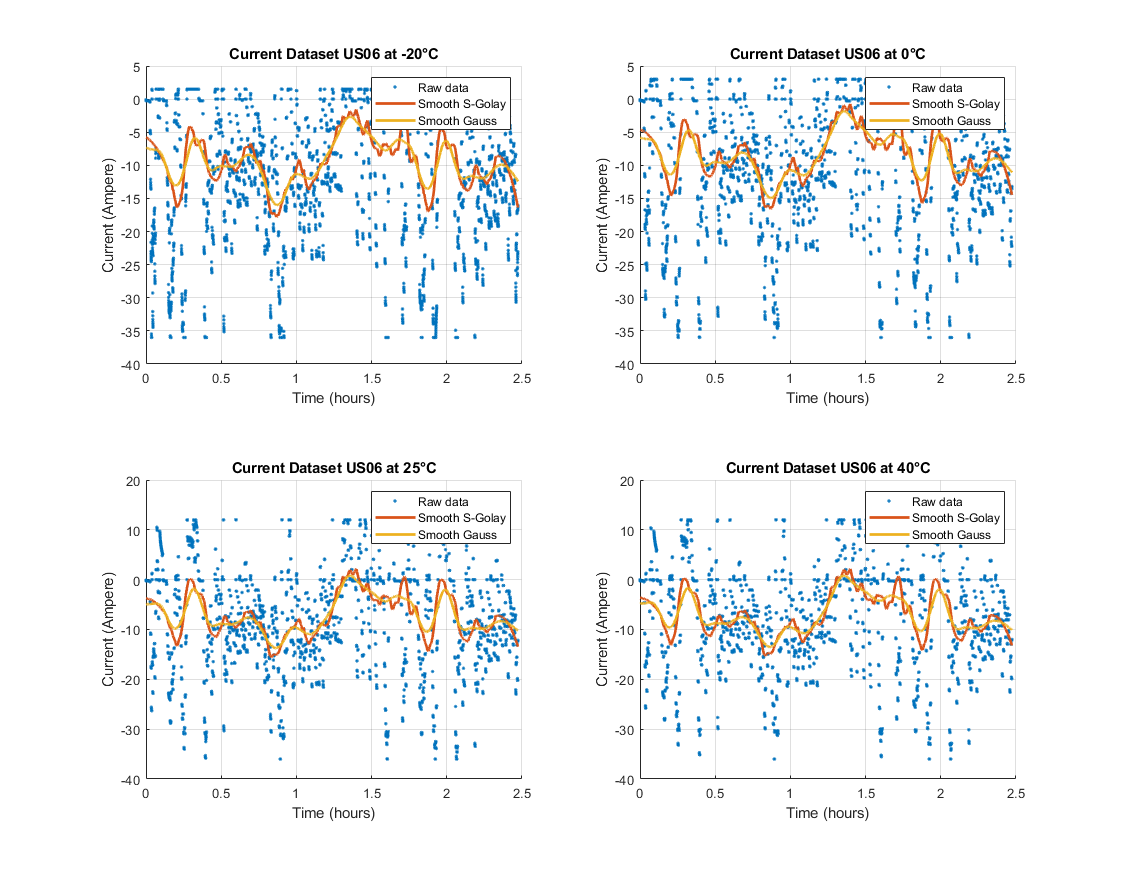 Current Dataset US06 at -20°C
5
0
-5
-10
-15
-20
-25
-30
-35
-40
Current (Ampere)
Raw data
Smooth S-Golay
Smooth Gauss
0
0.5
1
1.5
2
2.5
Time (hours)
Current Dataset US06 at 0°C
5
0
-5
-10
-15
-20
-25
-30
-35
-40
Current (Ampere)
Raw data
Smooth S-Golay
Smooth Gauss
0
0.5
1
1.5
2
2.5
Time (hours)
Current Dataset US06 at 25°C
20
10
0
-10
-20
-30
-40
Current (Ampere)
Raw data
Smooth S-Golay
Smooth Gauss
0
0.5
1
1.5
2
2.5
Time (hours)
Current Dataset US06 at 40°C
20
10
0
-10
-20
-30
-40
Current (Ampere)
Raw data
Smooth S-Golay
Smooth Gauss
0
0.5
1
1.5
2
2.5
Time (hours)